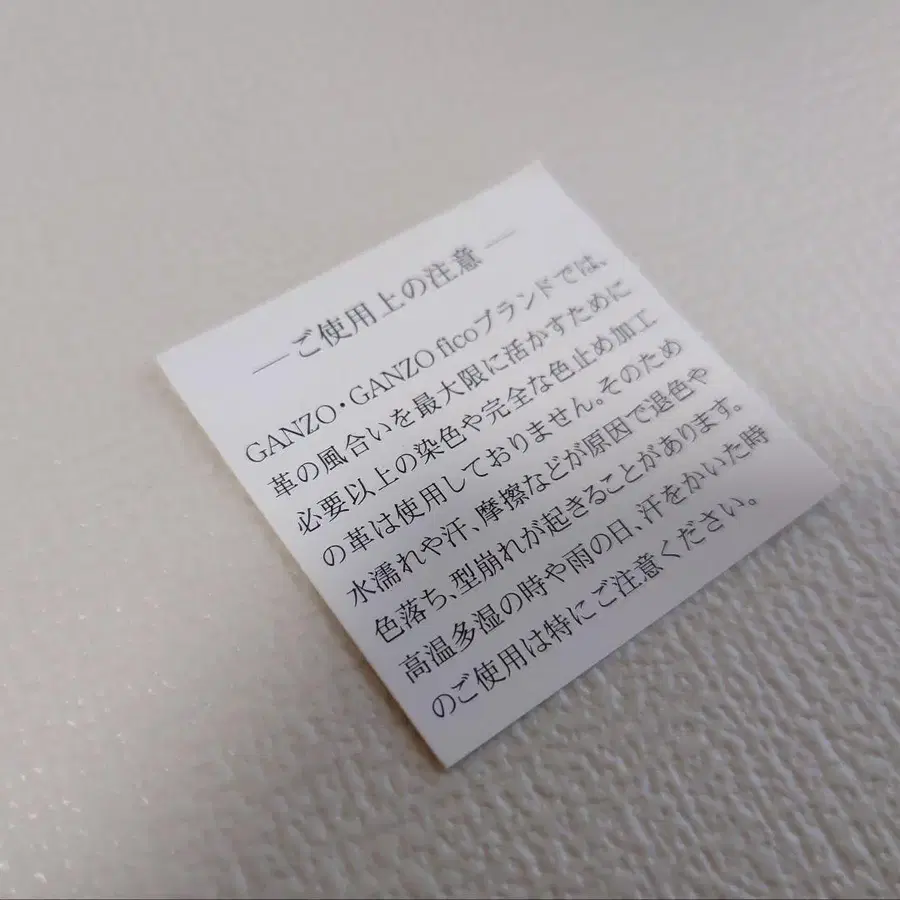 ― ご使用上の注意 ―
GANZO・GANZO ficoブランドでは、
革の風合いを最大限に活かすために
必要以上の染色や完全な色止め加工
の革は使用しておりません。そのため
水濡れや汗、摩擦などが原因で退色や
色落ち、型崩れが起きることがあります。
高温多湿の時や雨の日、汗をかいた時
のご使用は特にご注意ください。